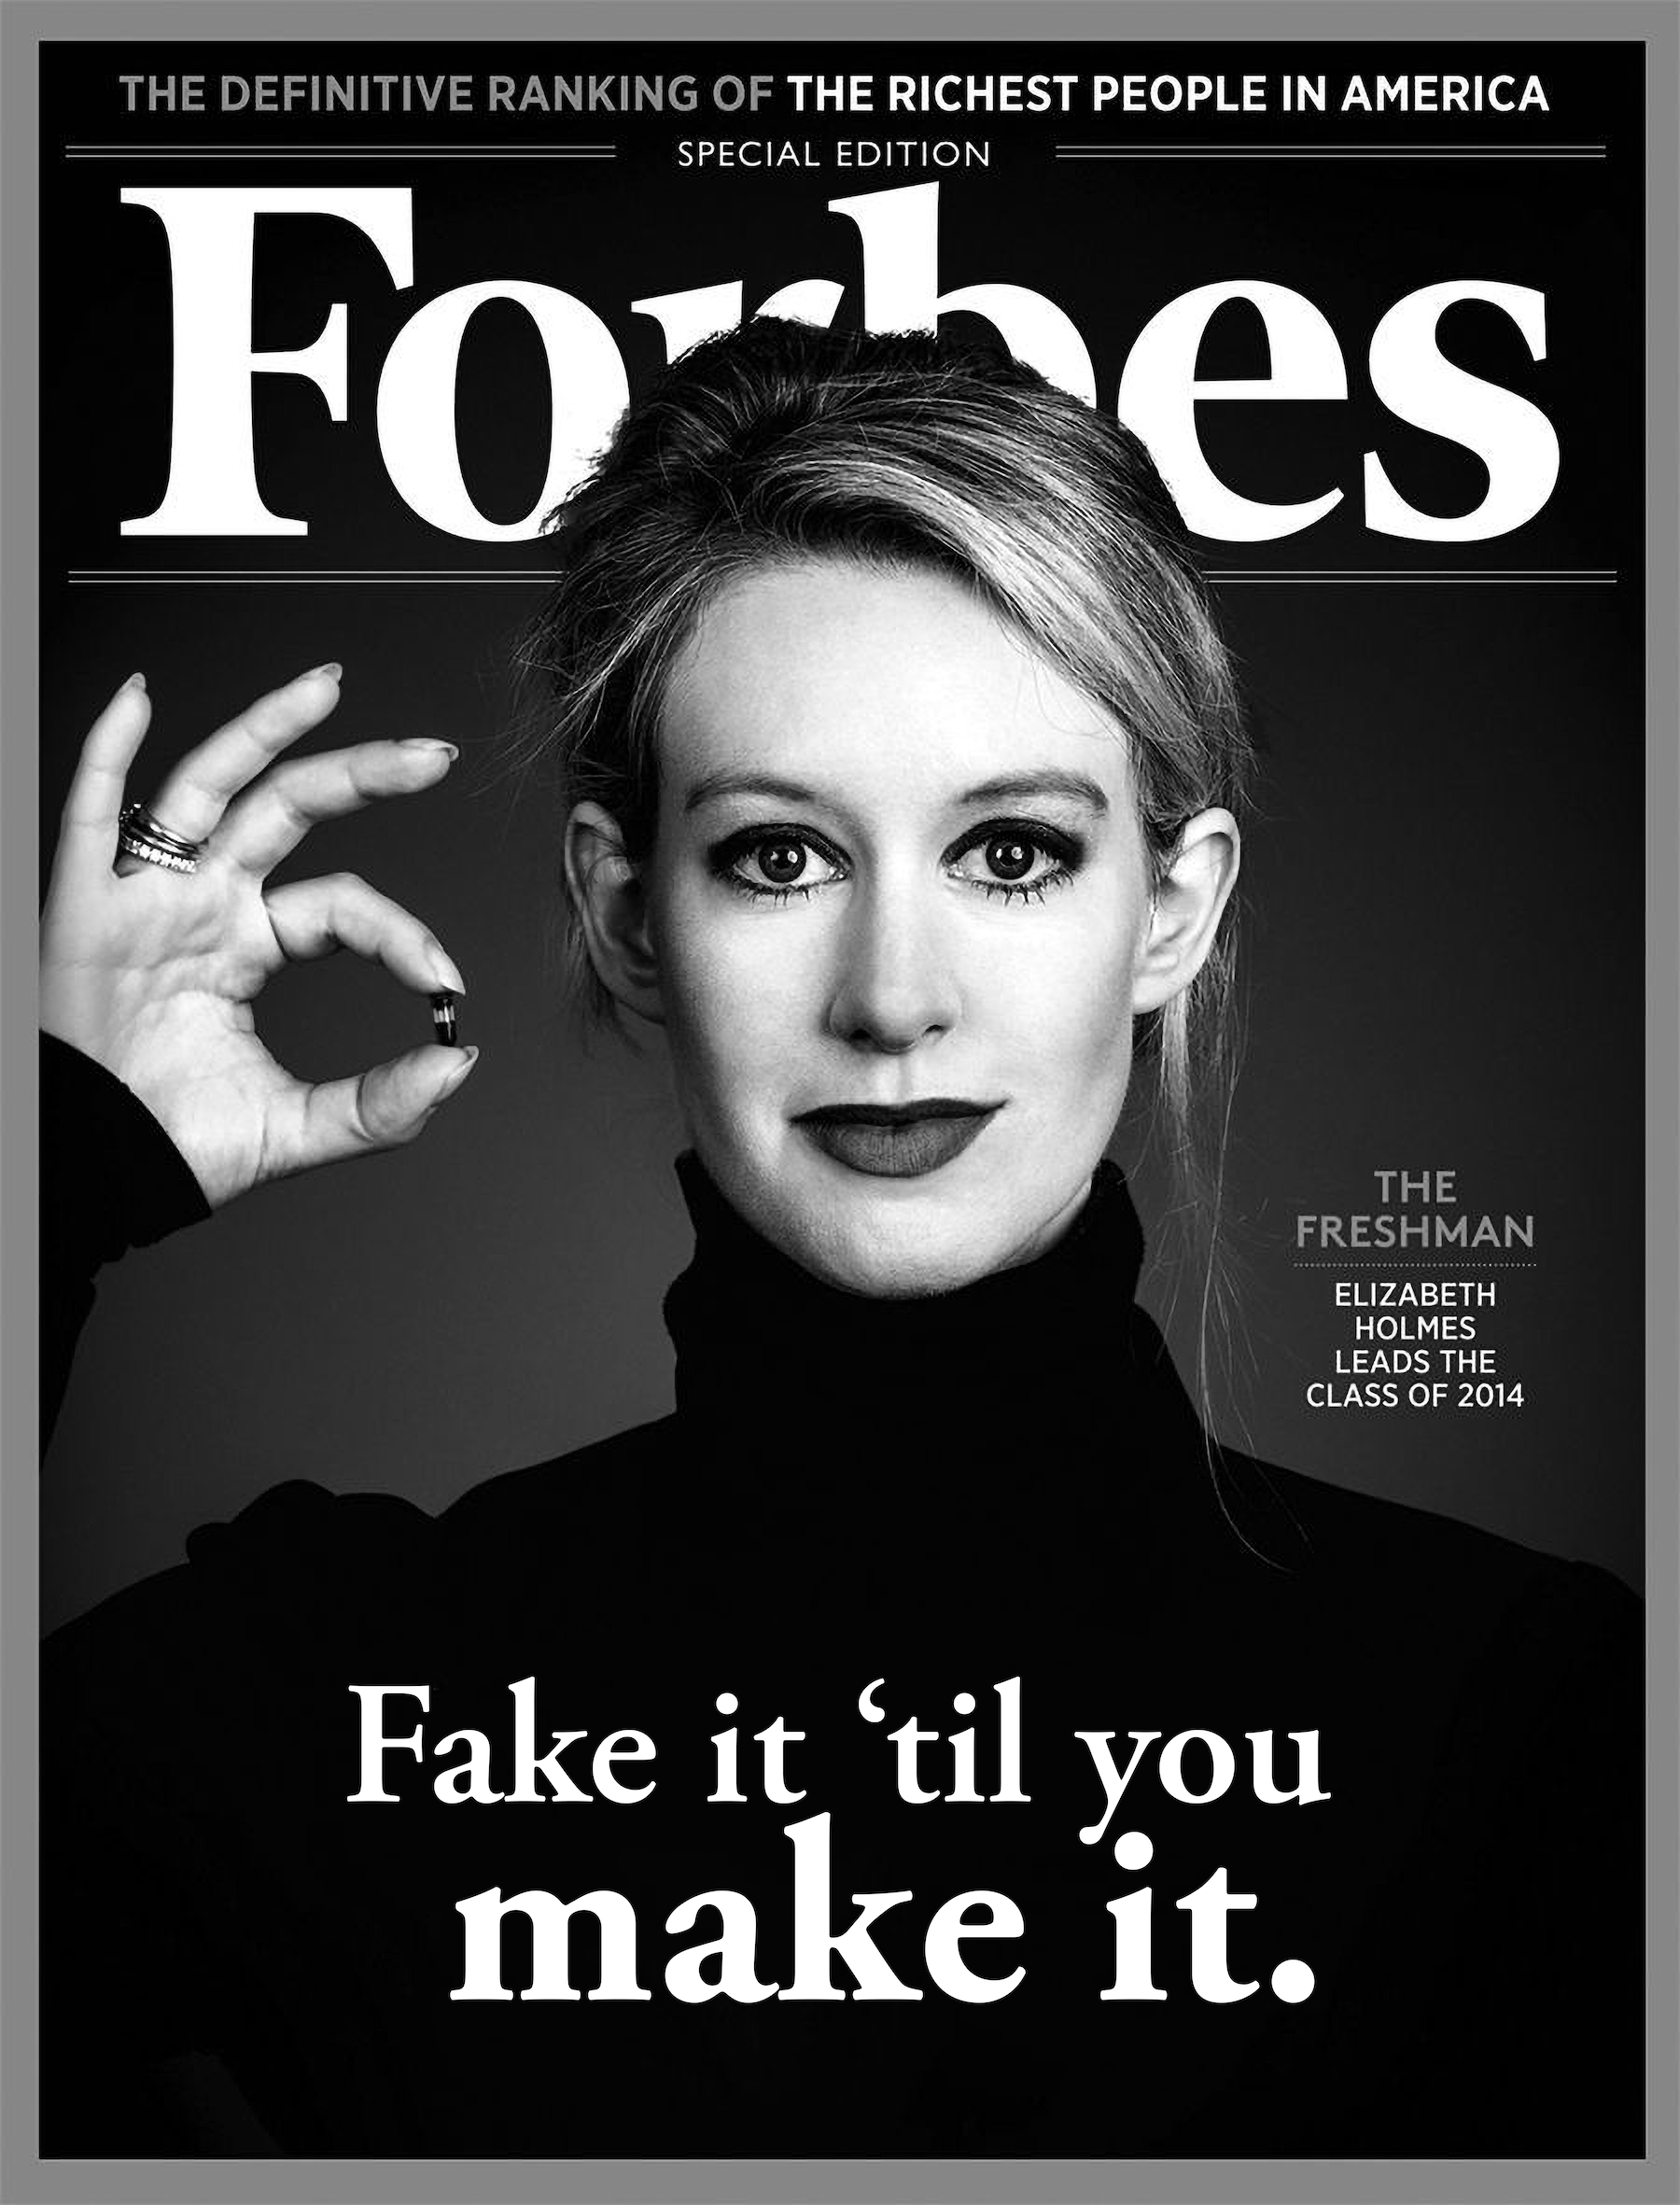 THE DEFINITIVE RANKING OF THE RICHEST PEOPLE IN AMERICA
SPECIAL EDITION
Forbes
THE
FRESHMAN
ELIZABETH
HOLMES
LEADS THE
CLASS OF 2014
Fake it ‘til you
make it.